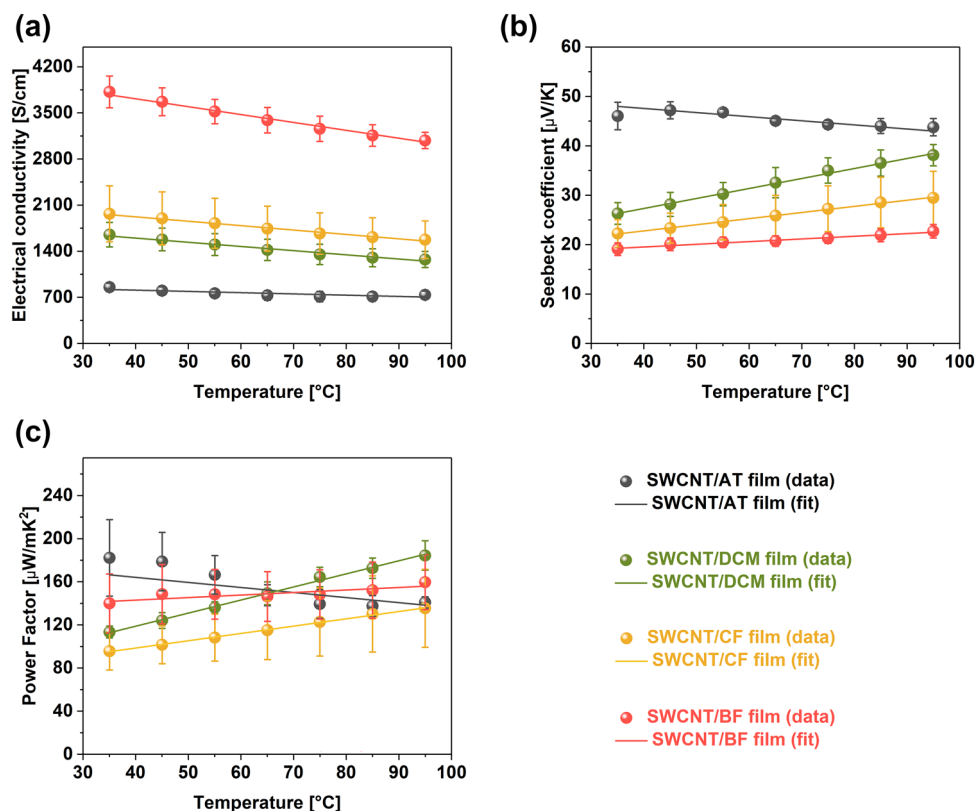 (a)
Electrical conductivity [S/cm]
4200
3500
2800
2100
1400
700
0
30 40 50 60 70 80 90 100
Temperature [°C]
(b)
Seebeck coefficient [μV/K]
60
50
40
30
20
10
0
30 40 50 60 70 80 90 100
Temperature [°C]
(c)
Power Factor [μW/mK²]
240
200
160
120
80
40
0
30 40 50 60 70 80 90 100
Temperature [°C]
SWCNT/AT film (data)
SWCNT/AT film (fit)
SWCNT/DCM film (data)
SWCNT/DCM film (fit)
SWCNT/CF film (data)
SWCNT/CF film (fit)
SWCNT/BF film (data)
SWCNT/BF film (fit)